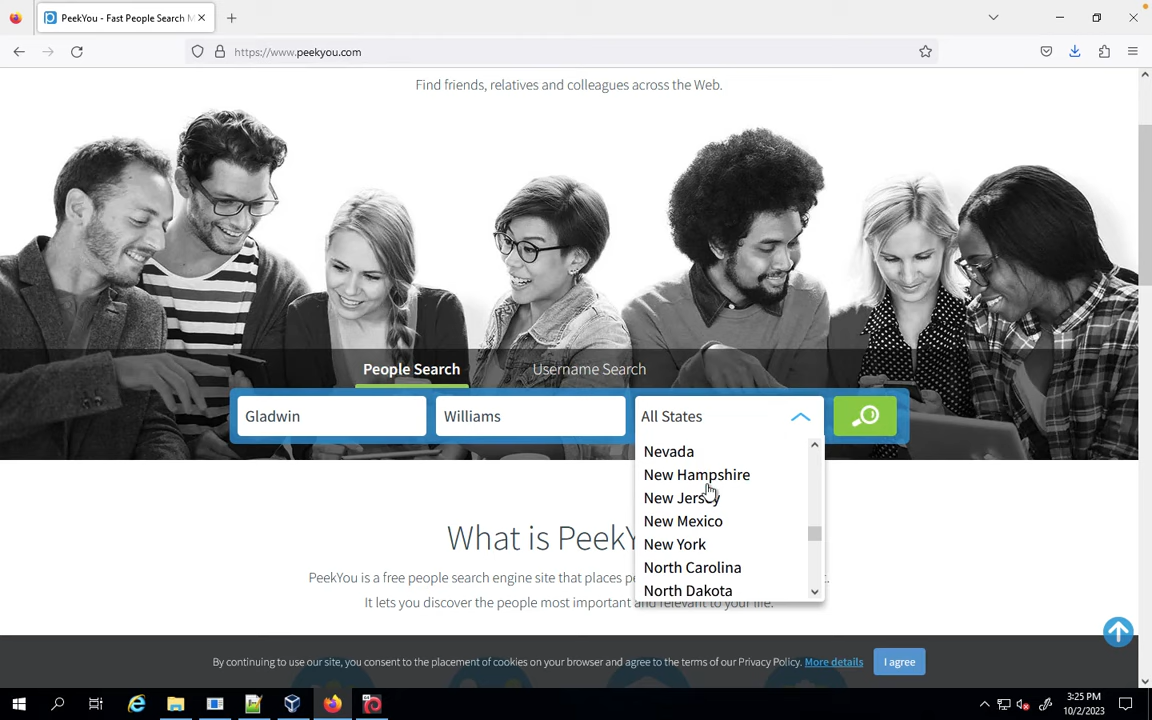 PeekYou - Fast People Search M
https://www.peekyou.com
Find friends, relatives and colleagues across the Web.
People Search
Username Search
Gladwin
Williams
All States
Nevada
New Hampshire
New Jersey
New Mexico
New York
North Carolina
North Dakota
What is PeekY
PeekYou is a free people search engine site that places pe
It lets you discover the people most important and relevant to your life.
By continuing to use our site, you consent to the placement of cookies on your browser and agree to the terms of our Privacy Policy. More details
I agree
3:25 PM
10/2/2023